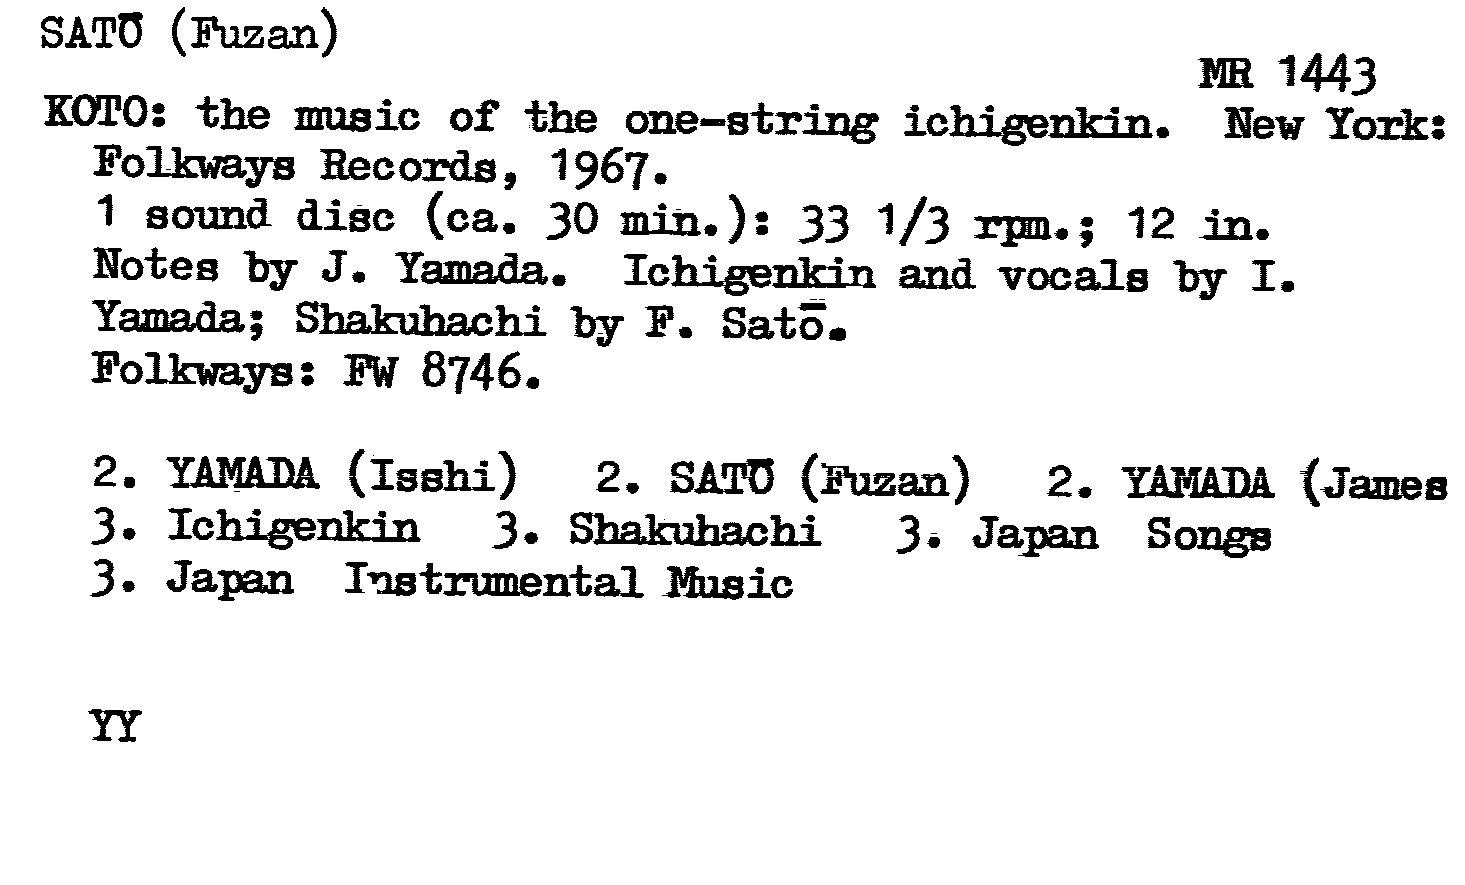 SATŌ (Fuzan)
MR 1443
KOTO: the music of the one-string ichigenkin.  New York:
Folkways Records, 1967.
1 sound disc (ca. 30 min.): 33 1/3 rpm.; 12 in.
Notes by J. Yamada.  Ichigenkin and vocals by I.
Yamada; Shakuhachi by F. Satō.
Folkways: FW 8746.
2. YAMADA (Isshi)   2. SATŌ (Fuzan)   2. YAMADA (James
3. Ichigenkin   3. Shakuhachi   3. Japan  Songs
3. Japan  Instrumental Music
YY